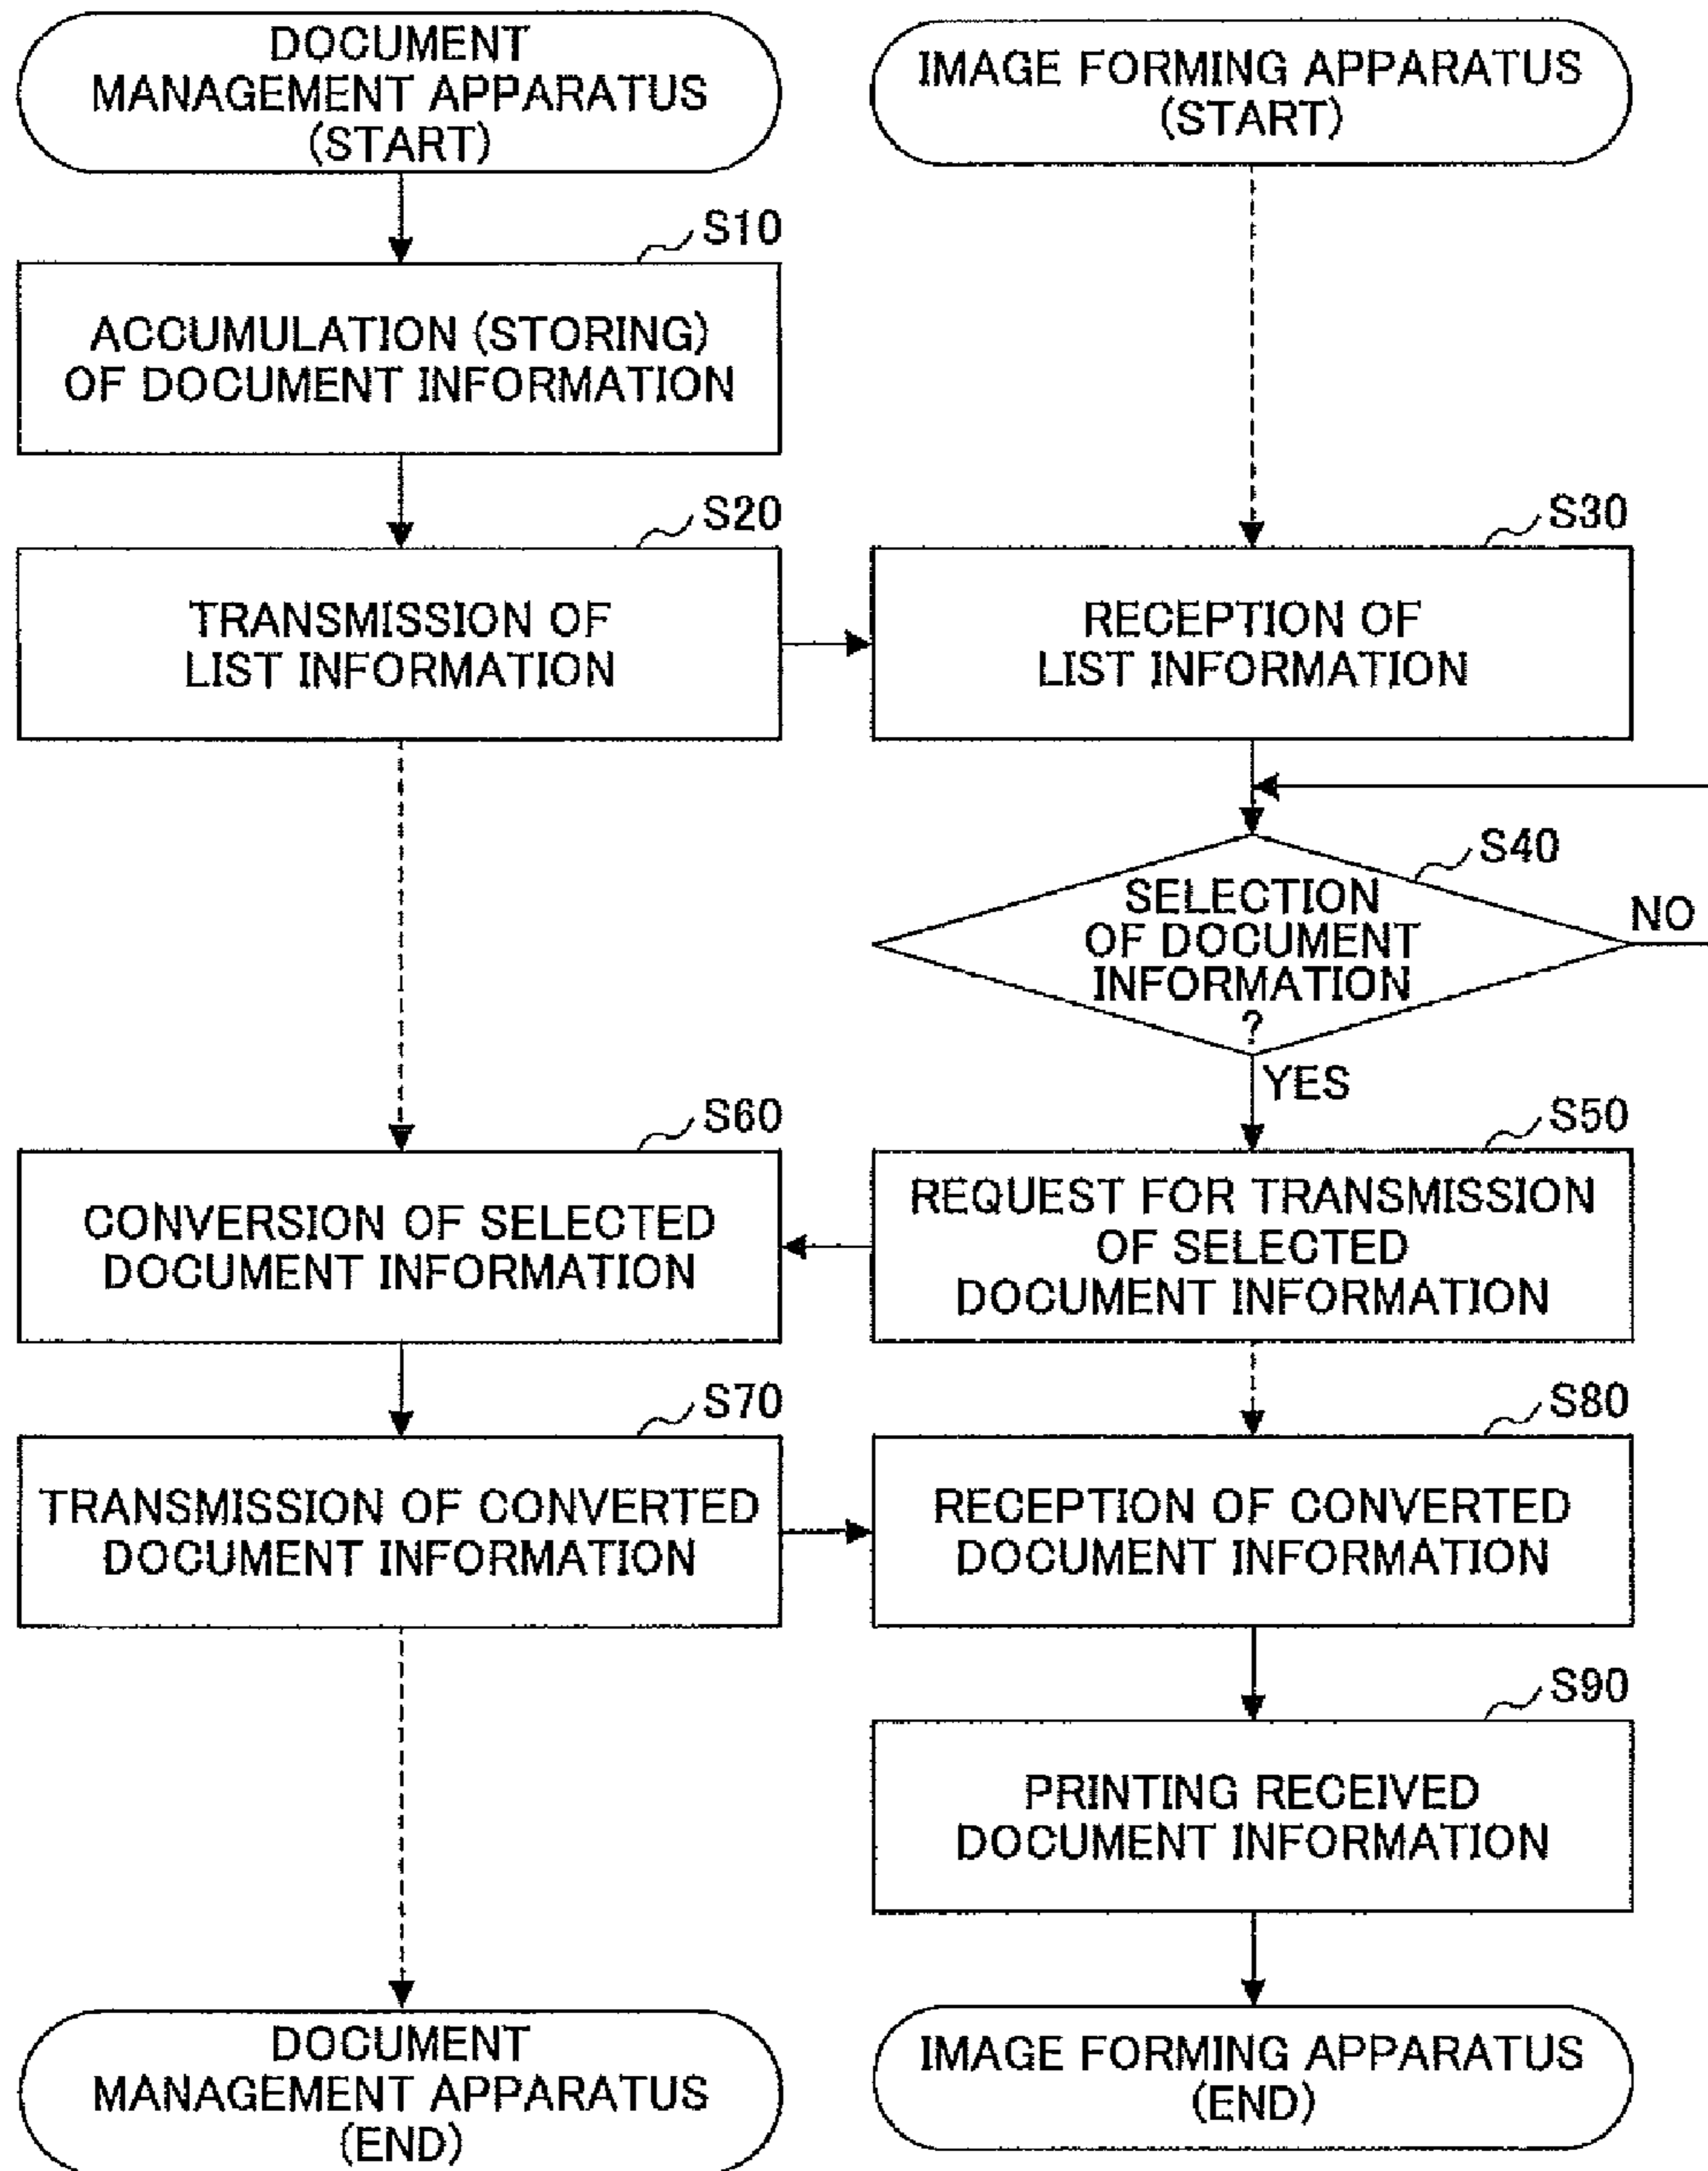 DOCUMENT
MANAGEMENT APPARATUS
(START)
IMAGE FORMING APPARATUS
(START)
S10
ACCUMULATION (STORING)
OF DOCUMENT INFORMATION
S20
TRANSMISSION OF
LIST INFORMATION
S30
RECEPTION OF
LIST INFORMATION
S40
SELECTION
OF DOCUMENT
INFORMATION
?
NO
YES
S50
REQUEST FOR TRANSMISSION
OF SELECTED
DOCUMENT INFORMATION
S60
CONVERSION OF SELECTED
DOCUMENT INFORMATION
S70
TRANSMISSION OF CONVERTED
DOCUMENT INFORMATION
S80
RECEPTION OF CONVERTED
DOCUMENT INFORMATION
S90
PRINTING RECEIVED
DOCUMENT INFORMATION
DOCUMENT
MANAGEMENT APPARATUS
(END)
IMAGE FORMING APPARATUS
(END)